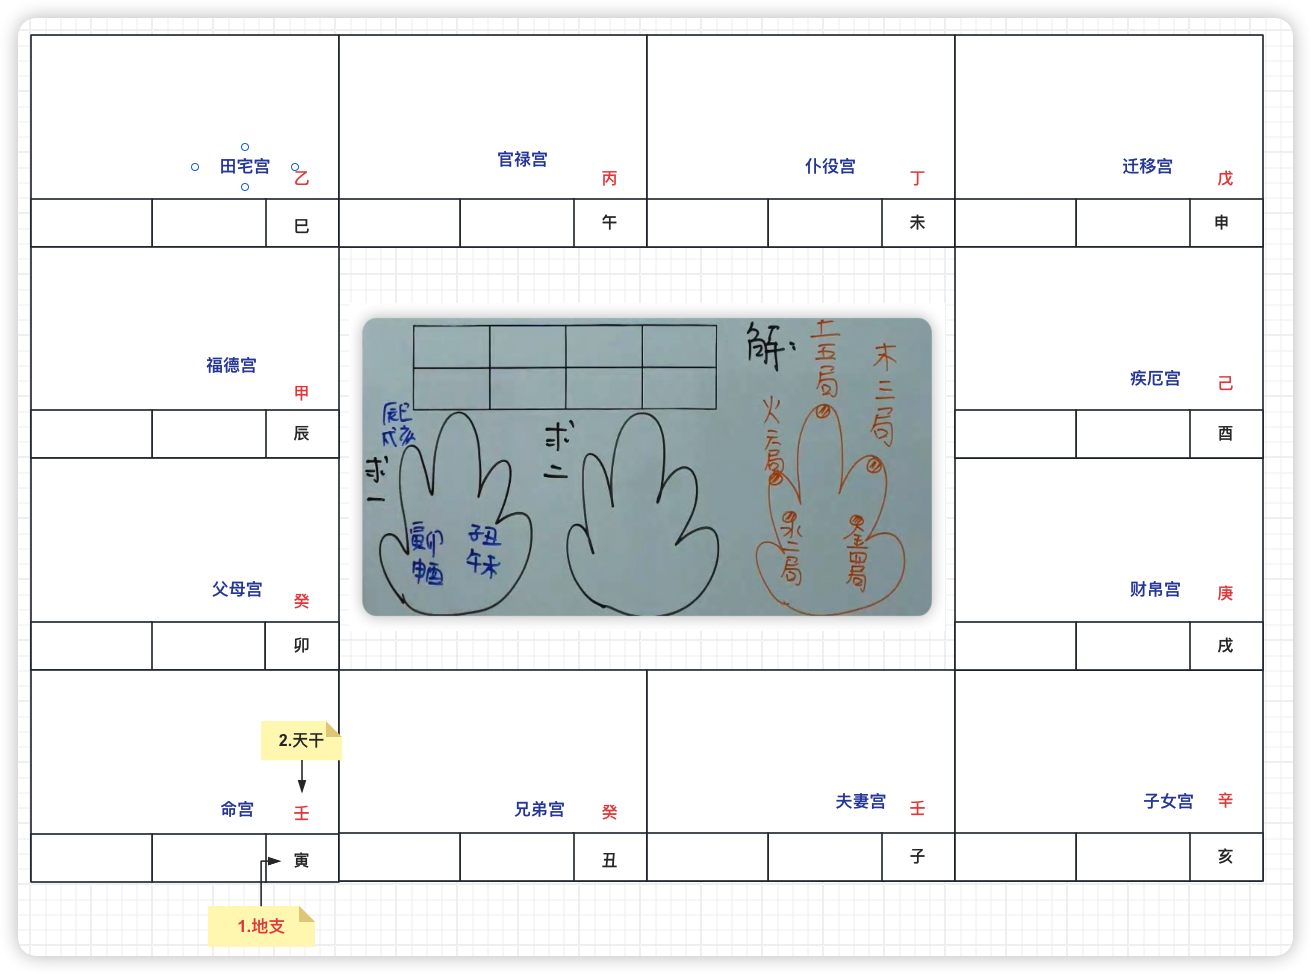 田宅宫
乙
巳
官禄宫
丙
午
仆役宫
丁
未
迁移宫
戊
申
福德宫
甲
辰
疾厄宫
己
酉
父母宫
癸
卯
财帛宫
庚
戌
2.天干
命宫
壬
寅
1.地支
兄弟宫
癸
丑
夫妻宫
壬
子
子女宫
辛
亥
辰巳
戌亥
求一
寅卯
申酉
子丑
午未
求二
解:
土五局
木三局
火六局
水二局
金四局